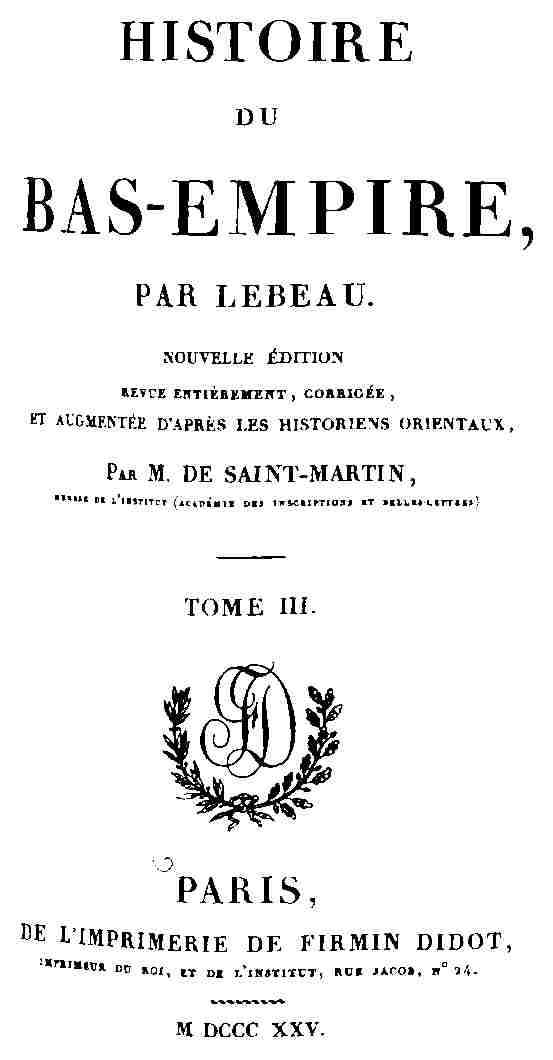 HISTOIRE
DU
BAS-EMPIRE,
PAR LEBEAU.
NOUVELLE ÉDITION
REVUE ENTIÈREMENT, CORRIGÉE,
ET AUGMENTÉE D'APRÈS LES HISTORIENS ORIENTAUX,
PAR M. DE SAINT-MARTIN,
MEMBRE DE L'INSTITUT (ACADÉMIE DES INSCRIPTIONS ET BELLES-LETTRES)
TOME III.
FD
PARIS,
DE L'IMPRIMERIE DE FIRMIN DIDOT,
IMPRIMEUR DU ROI, ET DE L'INSTITUT, RUE JACOB, N° 24.
M DCCC XXV.